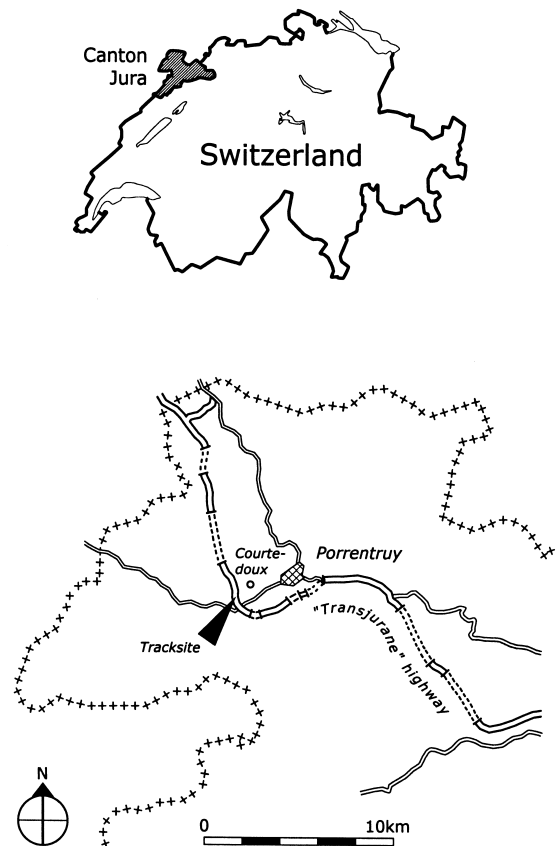 Canton
Jura
Switzerland
Courte-
doux
Porrentruy
"Transjurane" highway
Tracksite
N
0 10km